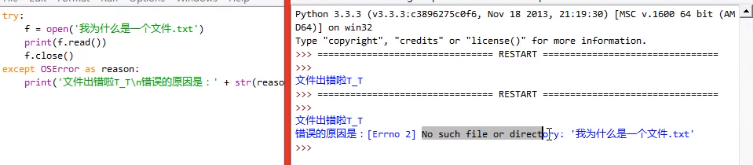 try:
    f = open('我为什么是一个文件.txt')
    print(f.read())
    f.close()
except OSError as reason:
    print('文件出错啦T_T\n错误的原因是：' + str(reaso
Python 3.3.3 (v3.3.3:c3896275c0f6, Nov 18 2013, 21:19:30) [MSC v.1600 64 bit (AM
D64)] on win32
Type "copyright", "credits" or "license()" for more information.
>>> ================================ RESTART ================================
>>>
文件出错啦T_T
>>> ================================ RESTART ================================
>>>
文件出错啦T_T
错误的原因是：[Errno 2] No such file or directory: '我为什么是一个文件.txt'
>>>